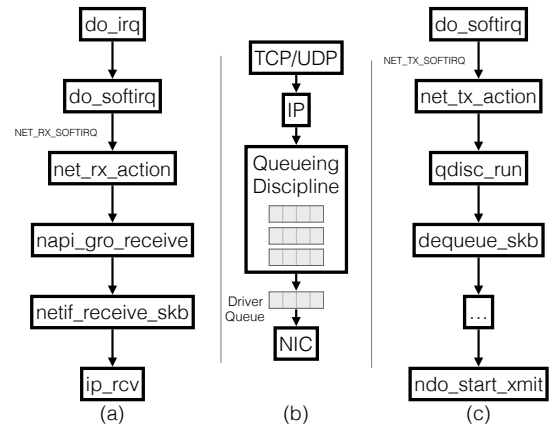 do_irq
do_softirq
NET_RX_SOFTIRQ
net_rx_action
napi_gro_receive
netif_receive_skb
ip_rcv
(a)
TCP/UDP
IP
Queueing
Discipline
Driver
Queue
NIC
(b)
do_softirq
NET_TX_SOFTIRQ
net_tx_action
qdisc_run
dequeue_skb
...
ndo_start_xmit
(c)